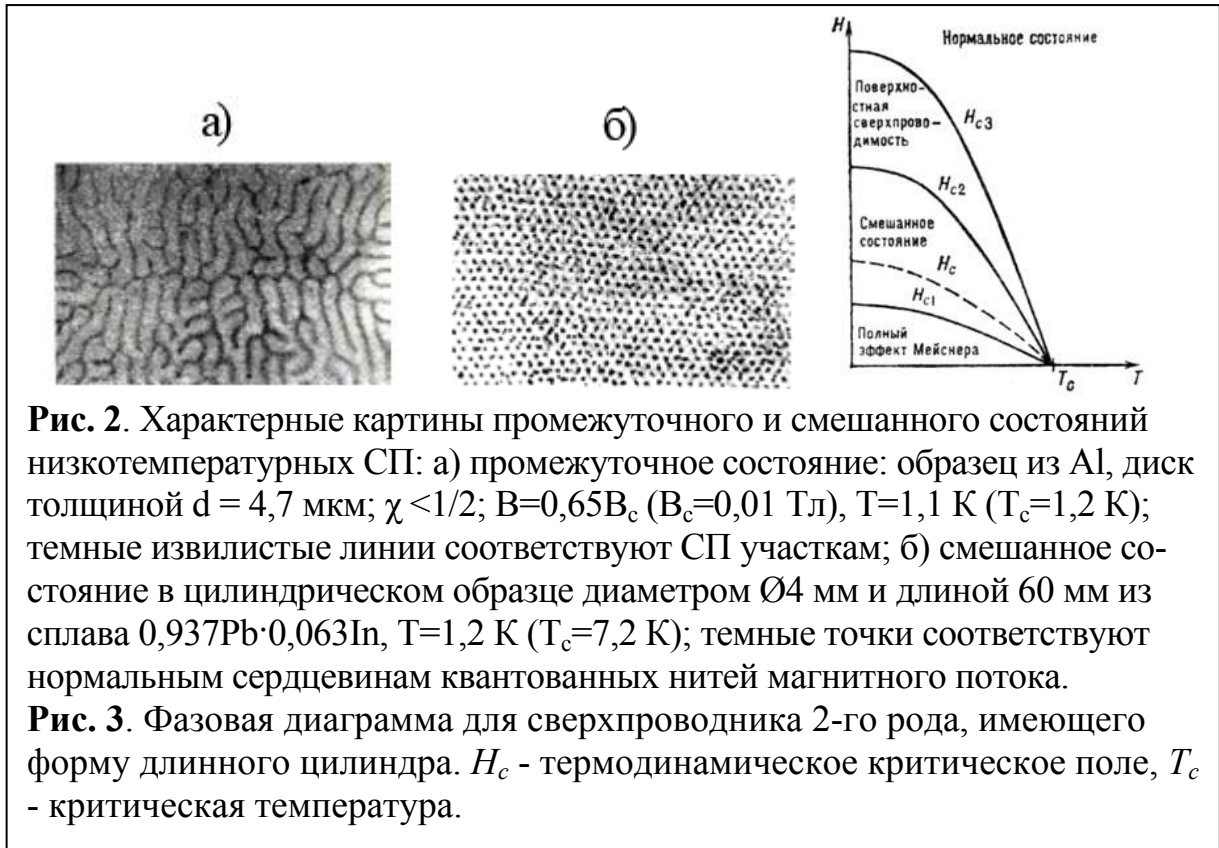 а)
б)
H
Нормальное состояние
Поверхно-
стная
сверхпрово-
димость
Hc3
Hc2
Смешанное
состояние
Hc
Hc1
Полный
эффект Мейснера
Tc
T
Рис. 2. Характерные картины промежуточного и смешанного состояний
низкотемпературных СП: а) промежуточное состояние: образец из Al, диск
толщиной d = 4,7 мкм; χ <1/2; B=0,65Bc (Bc=0,01 Тл), T=1,1 К (Tc=1,2 К);
темные извилистые линии соответствуют СП участкам; б) смешанное со-
стояние в цилиндрическом образце диаметром Ø4 мм и длиной 60 мм из
сплава 0,937Pb·0,063In, T=1,2 К (Tc=7,2 К); темные точки соответствуют
нормальным сердцевинам квантованных нитей магнитного потока.
Рис. 3. Фазовая диаграмма для сверхпроводника 2-го рода, имеющего
форму длинного цилиндра. Hc - термодинамическое критическое поле, Tc
- критическая температура.